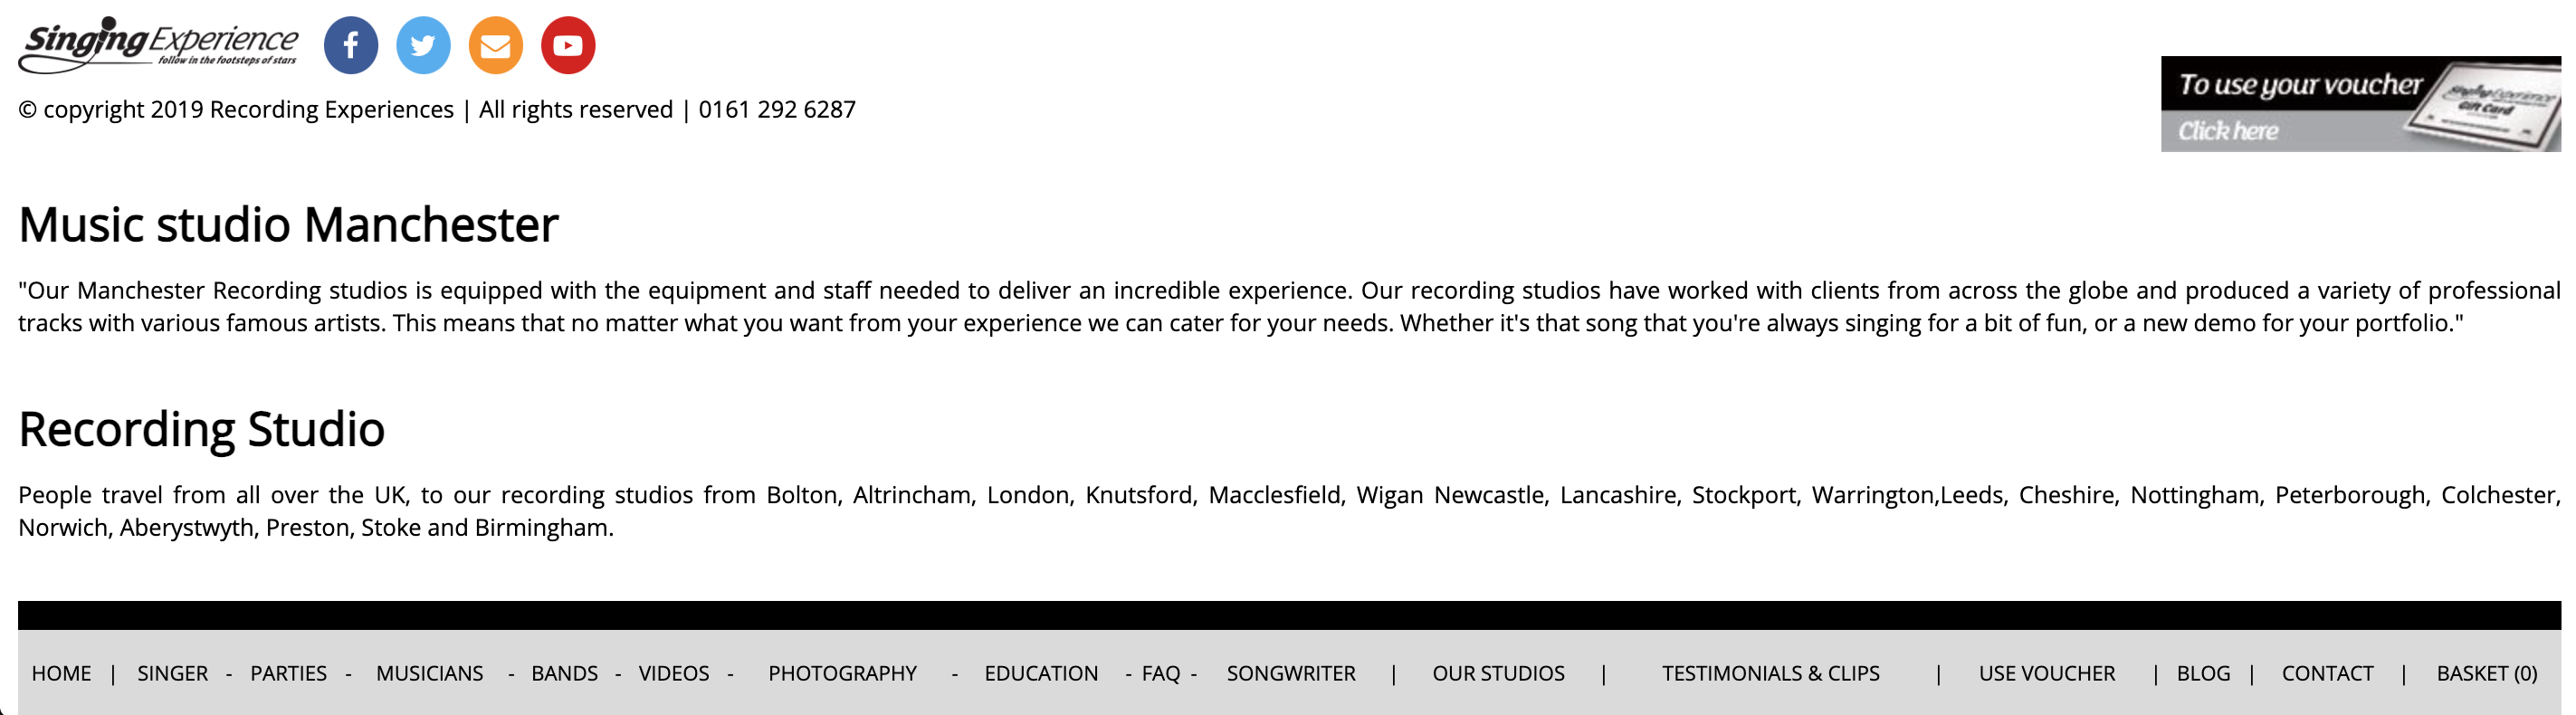 Singing Experience
follow in the footsteps of stars
© copyright 2019 Recording Experiences | All rights reserved | 0161 292 6287
To use your voucher
Click here
Singing Experience
Gift Card
Music studio Manchester
"Our Manchester Recording studios is equipped with the equipment and staff needed to deliver an incredible experience. Our recording studios have worked with clients from across the globe and produced a variety of professional
tracks with various famous artists. This means that no matter what you want from your experience we can cater for your needs. Whether it's that song that you're always singing for a bit of fun, or a new demo for your portfolio."
Recording Studio
People travel from all over the UK, to our recording studios from Bolton, Altrincham, London, Knutsford, Macclesfield, Wigan Newcastle, Lancashire, Stockport, Warrington,Leeds, Cheshire, Nottingham, Peterborough, Colchester,
Norwich, Aberystwyth, Preston, Stoke and Birmingham.
HOME | SINGER - PARTIES - MUSICIANS - BANDS - VIDEOS - PHOTOGRAPHY - EDUCATION - FAQ - SONGWRITER | OUR STUDIOS | TESTIMONIALS & CLIPS | USE VOUCHER | BLOG | CONTACT | BASKET (0)